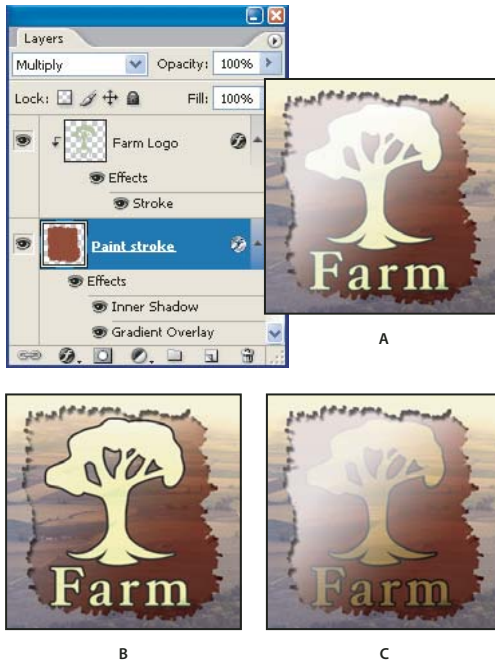 Layers
Multiply Opacity: 100%
Lock: Fill: 100%
Farm Logo
Effects
Stroke
Paint stroke
Effects
Inner Shadow
Gradient Overlay
Farm
A
Farm
Farm
B C